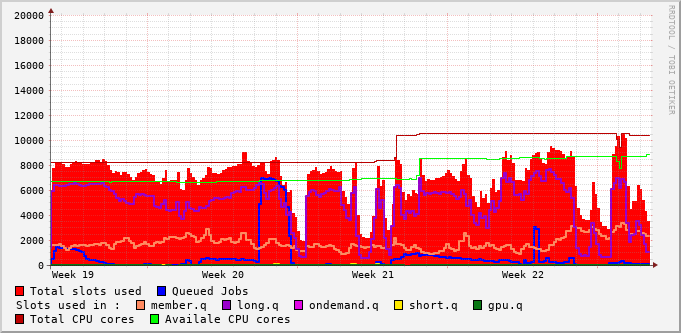 20000
18000
16000
14000
12000
10000
8000
6000
4000
2000
0
Week 19 Week 20 Week 21 Week 22
Total slots used Queued Jobs
Slots used in : member.q long.q ondemand.q short.q gpu.q
Total CPU cores Availale CPU cores
RRDTOOL / TOBI OETIKER